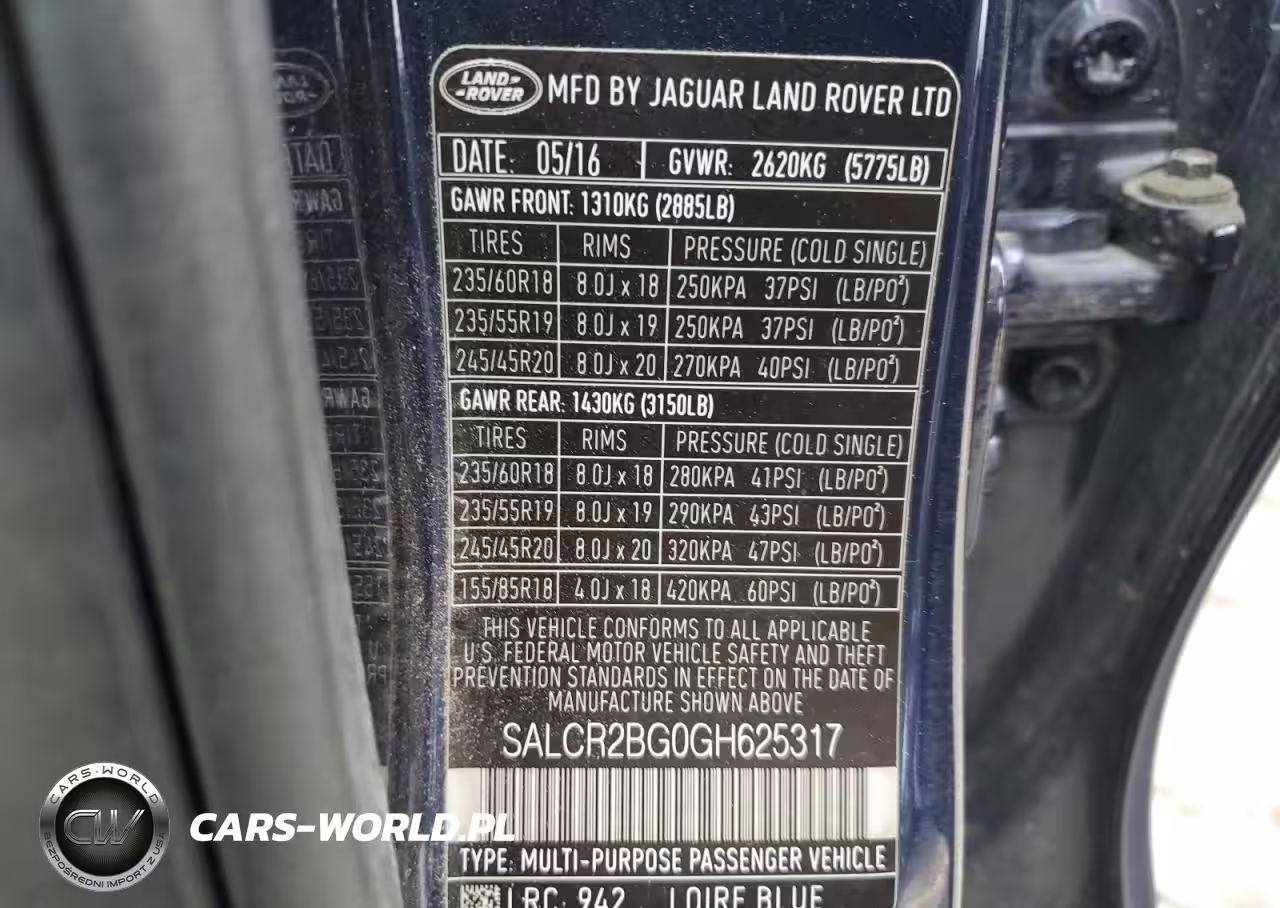 LAND-ROVER MFD BY JAGUAR LAND ROVER LTD
DATE: 05/16 GVWR: 2620KG (5775LB)
GAWR FRONT: 1310KG (2885LB)
TIRES RIMS PRESSURE (COLD SINGLE)
235/60R18 8.0J x 18 250KPA 37PSI (LB/PO²)
235/55R19 8.0J x 19 250KPA 37PSI (LB/PO²)
245/45R20 8.0J x 20 270KPA 40PSI (LB/PO²)
GAWR REAR: 1430KG (3150LB)
TIRES RIMS PRESSURE (COLD SINGLE)
235/60R18 8.0J x 18 280KPA 41PSI (LB/PO²)
235/55R19 8.0J x 19 290KPA 43PSI (LB/PO²)
245/45R20 8.0J x 20 320KPA 47PSI (LB/PO²)
155/85R18 4.0J x 18 420KPA 60PSI (LB/PO²)
THIS VEHICLE CONFORMS TO ALL APPLICABLE
U.S. FEDERAL MOTOR VEHICLE SAFETY AND THEFT
PREVENTION STANDARDS IN EFFECT ON THE DATE OF
MANUFACTURE SHOWN ABOVE
SALCR2BG0GH625317
TYPE: MULTI-PURPOSE PASSENGER VEHICLE
LRC: 942 LOIRE BLUE
CARS-WORLD
CW
BEZPOŚREDNI IMPORT Z USA
CARS-WORLD.PL